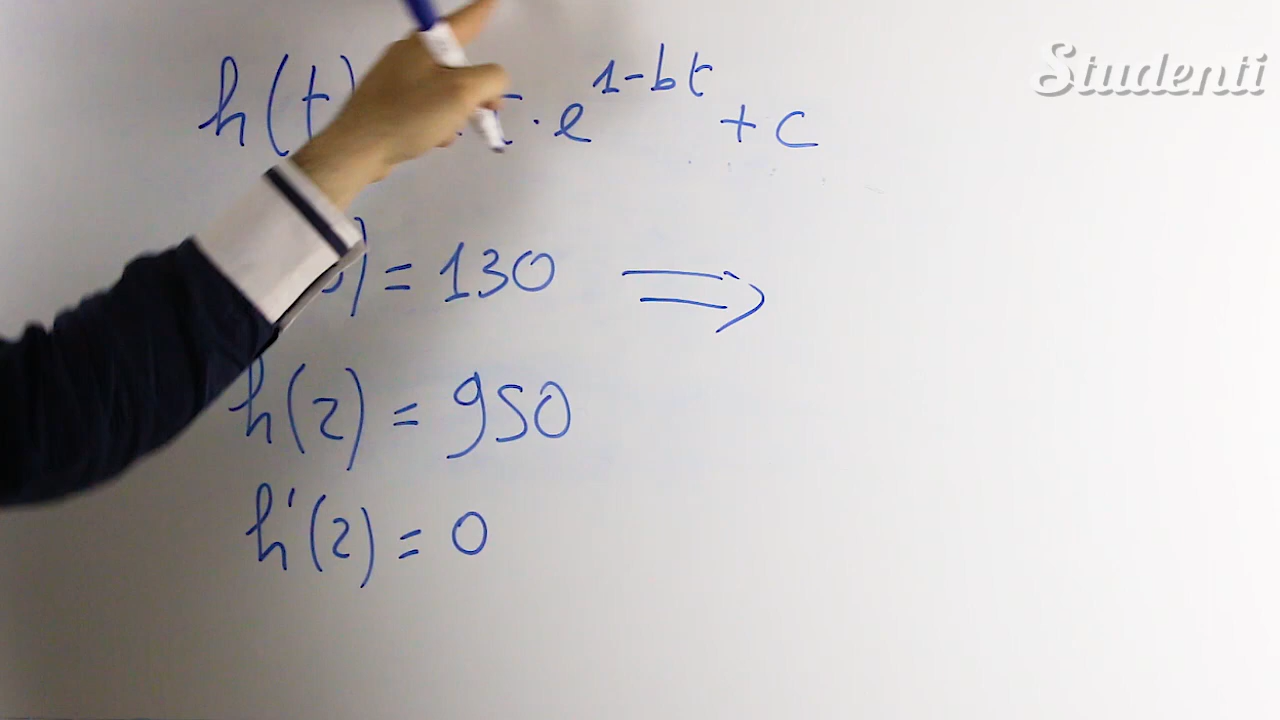 h(t) t · e^{1-bt} + c
Studenti
) = 130 ⟹
h(2) = 950
h'(2) = 0